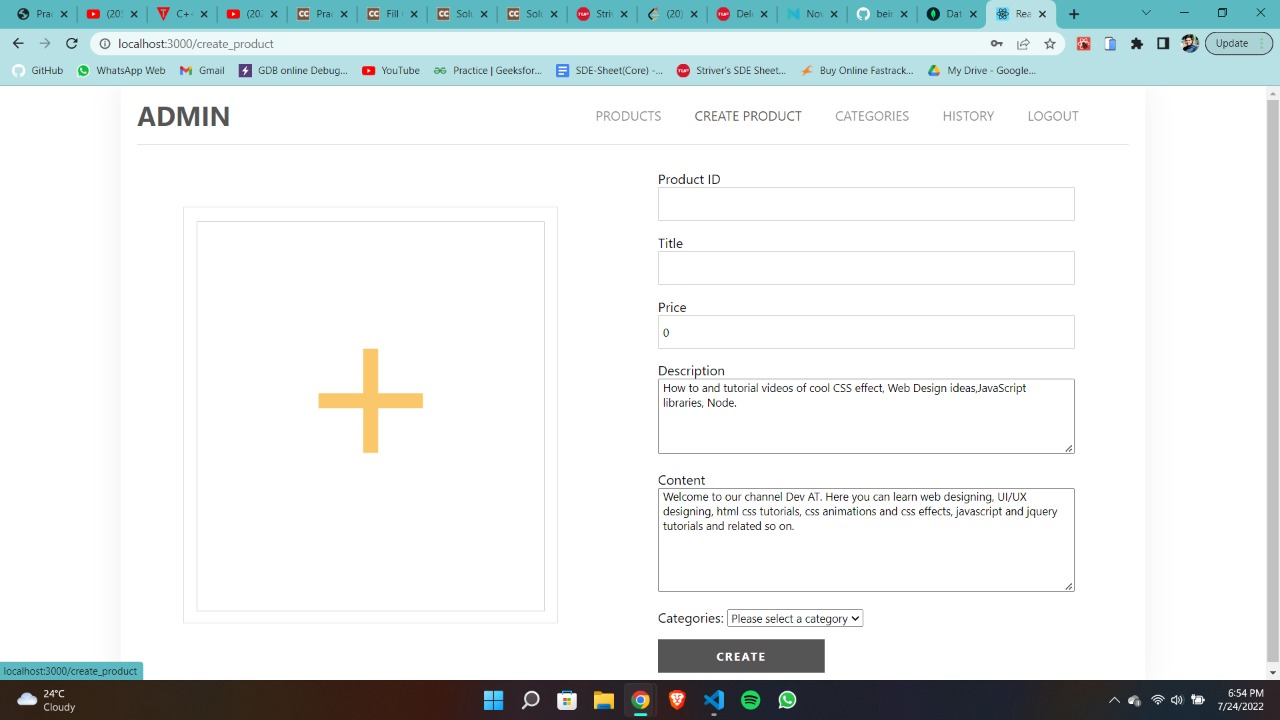 Pra
(20:
C++
(20:
Prac
Fill
Solu
Solu
Striv
(20)
Dele
No
bein
Dat
Rea
localhost:3000/create_product
Update
GitHub
WhatsApp Web
Gmail
GDB online Debug...
YouTube
Practice | Geeksfor...
SDE-Sheet(Core) -...
Striver's SDE Sheet...
Buy Online Fastrack...
My Drive - Google...
ADMIN
PRODUCTS
CREATE PRODUCT
CATEGORIES
HISTORY
LOGOUT
Product ID
Title
Price
0
Description
How to and tutorial videos of cool CSS effect, Web Design ideas,JavaScript
libraries, Node.
Content
Welcome to our channel Dev AT. Here you can learn web designing, UI/UX
designing, html css tutorials, css animations and css effects, javascript and jquery
tutorials and related so on.
Categories: Please select a category
CREATE
localhost:3000/create_product
24°C
Cloudy
6:54 PM
7/24/2022